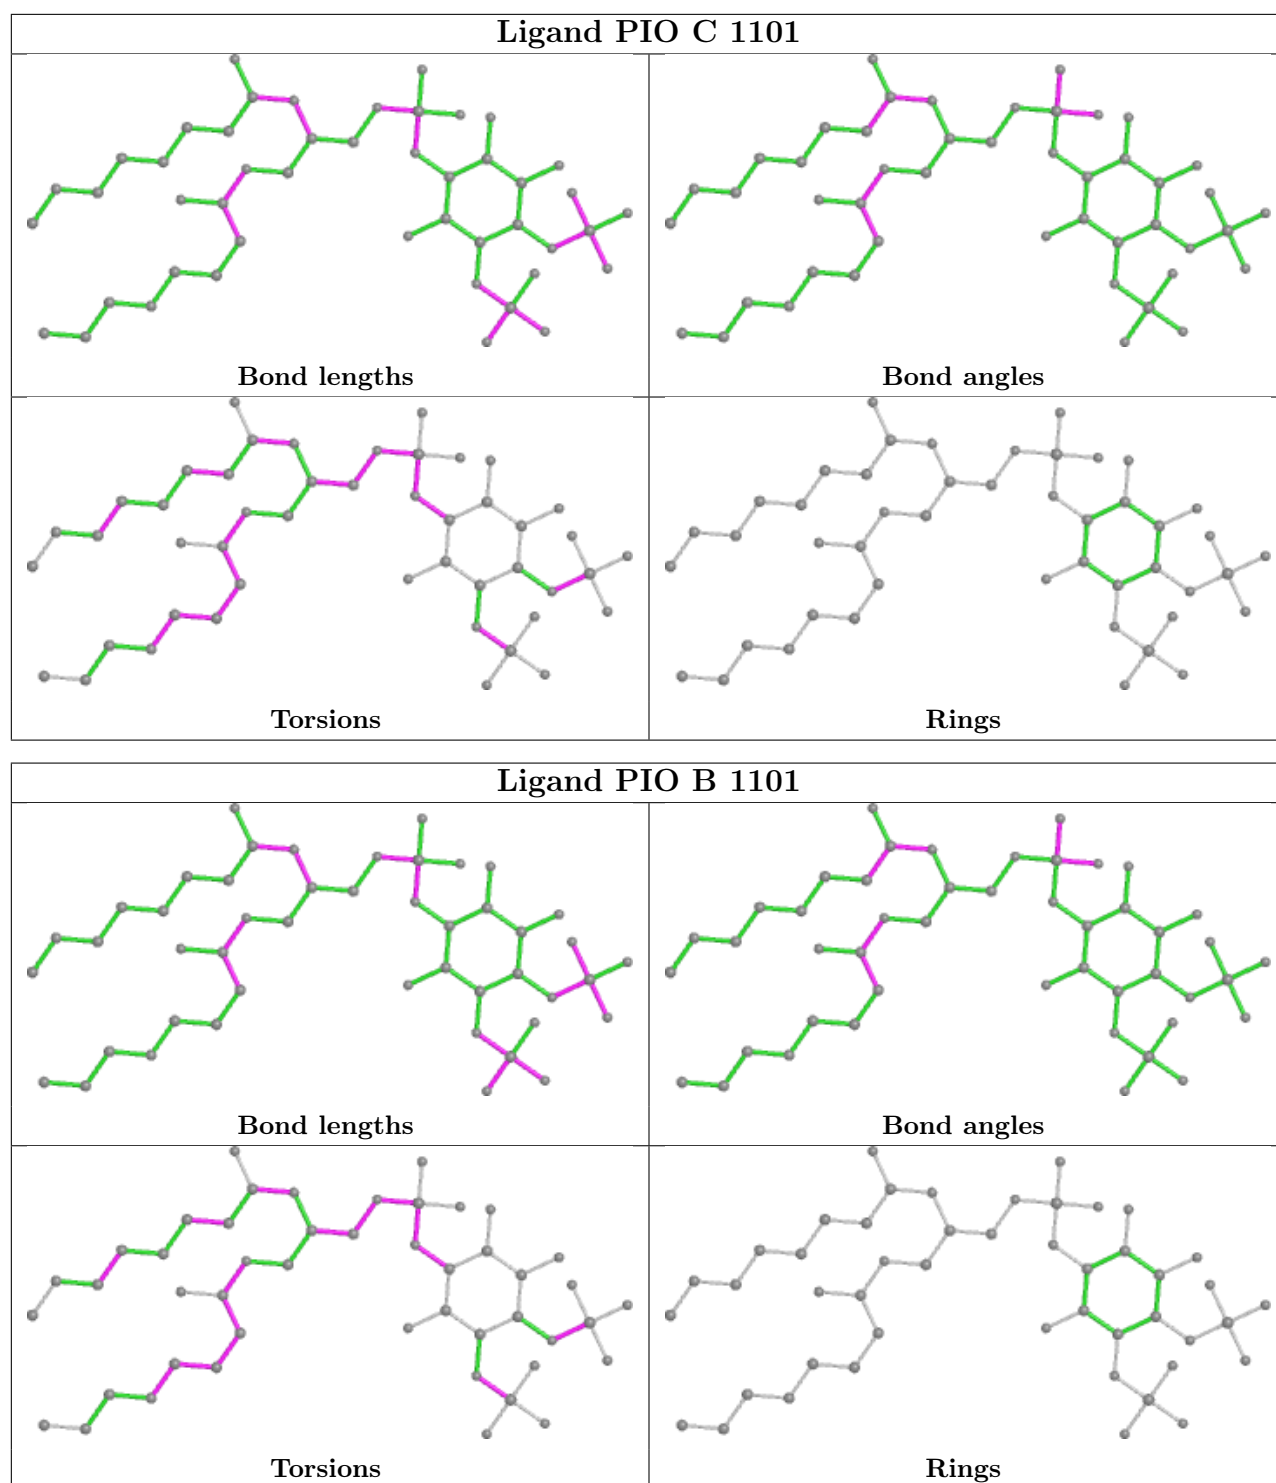 Ligand PIO C 1101
Bond lengths
Bond angles
Torsions
Rings
Ligand PIO B 1101
Bond lengths
Bond angles
Torsions
Rings